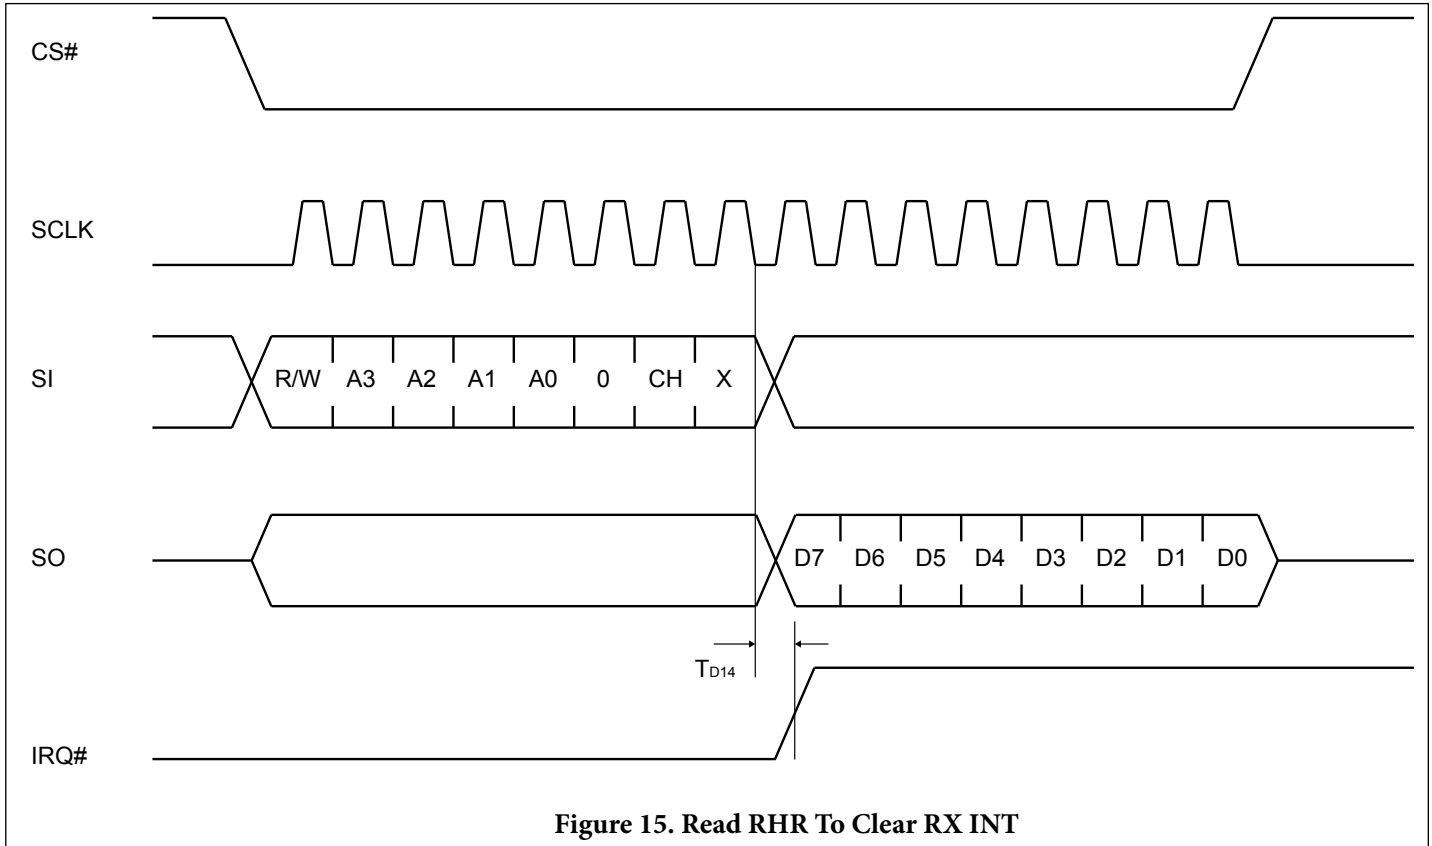 CS#
SCLK
SI
R/W A3 A2 A1 A0 0 CH X
SO
D7 D6 D5 D4 D3 D2 D1 D0
TD14
IRQ#
Figure 15. Read RHR To Clear RX INT